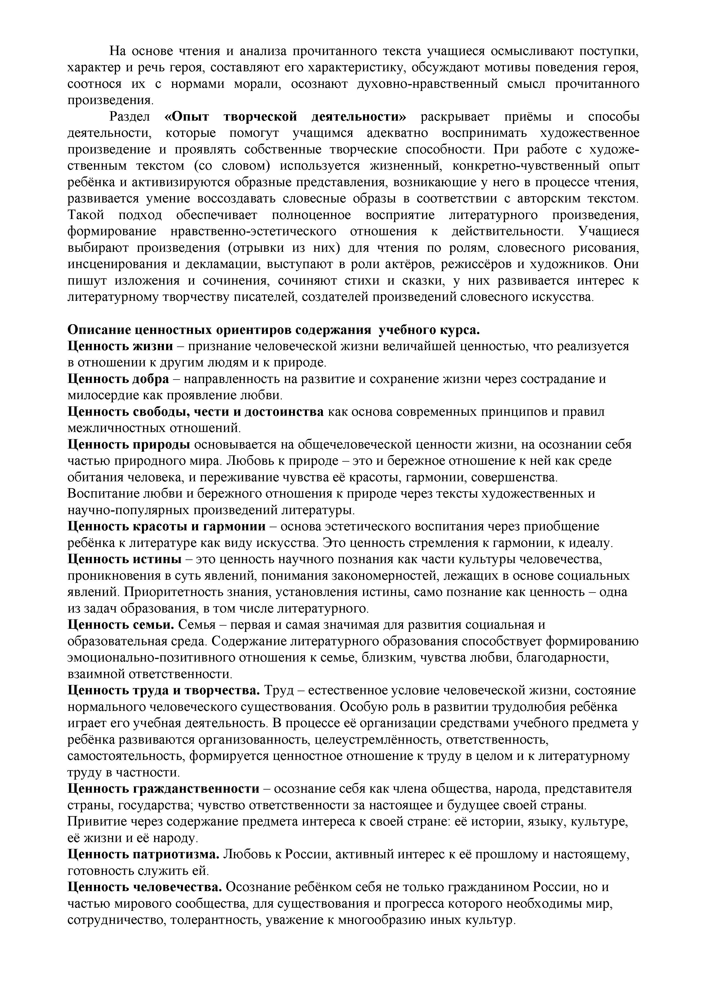 На основе чтения и анализа прочитанного текста учащиеся осмысливают поступки,
характер и речь героя, составляют его характеристику, обсуждают мотивы поведения героя,
соотнося их с нормами морали, осознают духовно-нравственный смысл прочитанного
произведения.
Раздел «Опыт творческой деятельности» раскрывает приёмы и способы
деятельности, которые помогут учащимся адекватно воспринимать художественное
произведение и проявлять собственные творческие способности. При работе с художе-
ственным текстом (со словом) используется жизненный, конкретно-чувственный опыт
ребёнка и активизируются образные представления, возникающие у него в процессе чтения,
развивается умение воссоздавать словесные образы в соответствии с авторским текстом.
Такой подход обеспечивает полноценное восприятие литературного произведения,
формирование нравственно-эстетического отношения к действительности. Учащиеся
выбирают произведения (отрывки из них) для чтения по ролям, словесного рисования,
инсценирования и декламации, выступают в роли актёров, режиссёров и художников. Они
пишут изложения и сочинения, сочиняют стихи и сказки, у них развивается интерес к
литературному творчеству писателей, создателей произведений словесного искусства.
Описание ценностных ориентиров содержания  учебного курса.
Ценность жизни – признание человеческой жизни величайшей ценностью, что реализуется
в отношении к другим людям и к природе.
Ценность добра – направленность на развитие и сохранение жизни через сострадание и
милосердие как проявление любви.
Ценность свободы, чести и достоинства как основа современных принципов и правил
межличностных отношений.
Ценность природы основывается на общечеловеческой ценности жизни, на осознании себя
частью природного мира. Любовь к природе – это и бережное отношение к ней как среде
обитания человека, и переживание чувства её красоты, гармонии, совершенства.
Воспитание любви и бережного отношения к природе через тексты художественных и
научно-популярных произведений литературы.
Ценность красоты и гармонии – основа эстетического воспитания через приобщение
ребёнка к литературе как виду искусства. Это ценность стремления к гармонии, к идеалу.
Ценность истины – это ценность научного познания как части культуры человечества,
проникновения в суть явлений, понимания закономерностей, лежащих в основе социальных
явлений. Приоритетность знания, установления истины, само познание как ценность – одна
из задач образования, в том числе литературного.
Ценность семьи. Семья – первая и самая значимая для развития социальная и
образовательная среда. Содержание литературного образования способствует формированию
эмоционально-позитивного отношения к семье, близким, чувства любви, благодарности,
взаимной ответственности.
Ценность труда и творчества. Труд – естественное условие человеческой жизни, состояние
нормального человеческого существования. Особую роль в развитии трудолюбия ребёнка
играет его учебная деятельность. В процессе её организации средствами учебного предмета у
ребёнка развиваются организованность, целеустремлённость, ответственность,
самостоятельность, формируется ценностное отношение к труду в целом и к литературному
труду в частности.
Ценность гражданственности – осознание себя как члена общества, народа, представителя
страны, государства; чувство ответственности за настоящее и будущее своей страны.
Привитие через содержание предмета интереса к своей стране: её истории, языку, культуре,
её жизни и её народу.
Ценность патриотизма. Любовь к России, активный интерес к её прошлому и настоящему,
готовность служить ей.
Ценность человечества. Осознание ребёнком себя не только гражданином России, но и
частью мирового сообщества, для существования и прогресса которого необходимы мир,
сотрудничество, толерантность, уважение к многообразию иных культур.